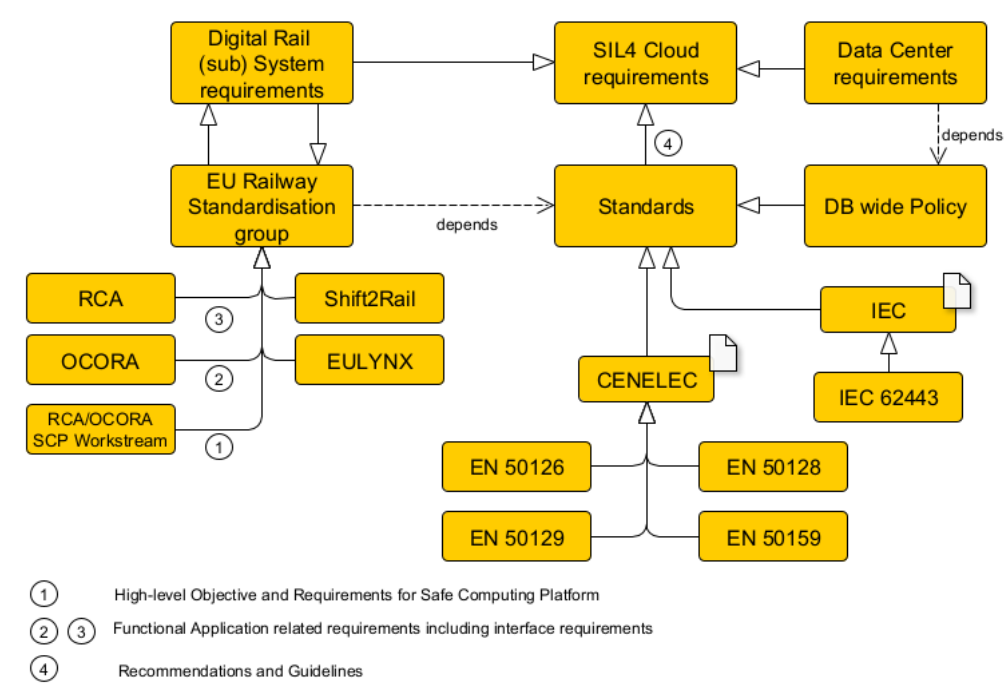 Digital Rail
(sub) System
requirements
SIL4 Cloud
requirements
Data Center
requirements
4
depends
EU Railway
Standardisation
group
depends
Standards
DB wide Policy
RCA
3
Shift2Rail
IEC
OCORA
2
EULYNX
CENELEC
IEC 62443
RCA/OCORA
SCP Workstream
1
EN 50126
EN 50128
EN 50129
EN 50159
1 High-level Objective and Requirements for Safe Computing Platform
2 3 Functional Application related requirements including interface requirements
4 Recommendations and Guidelines